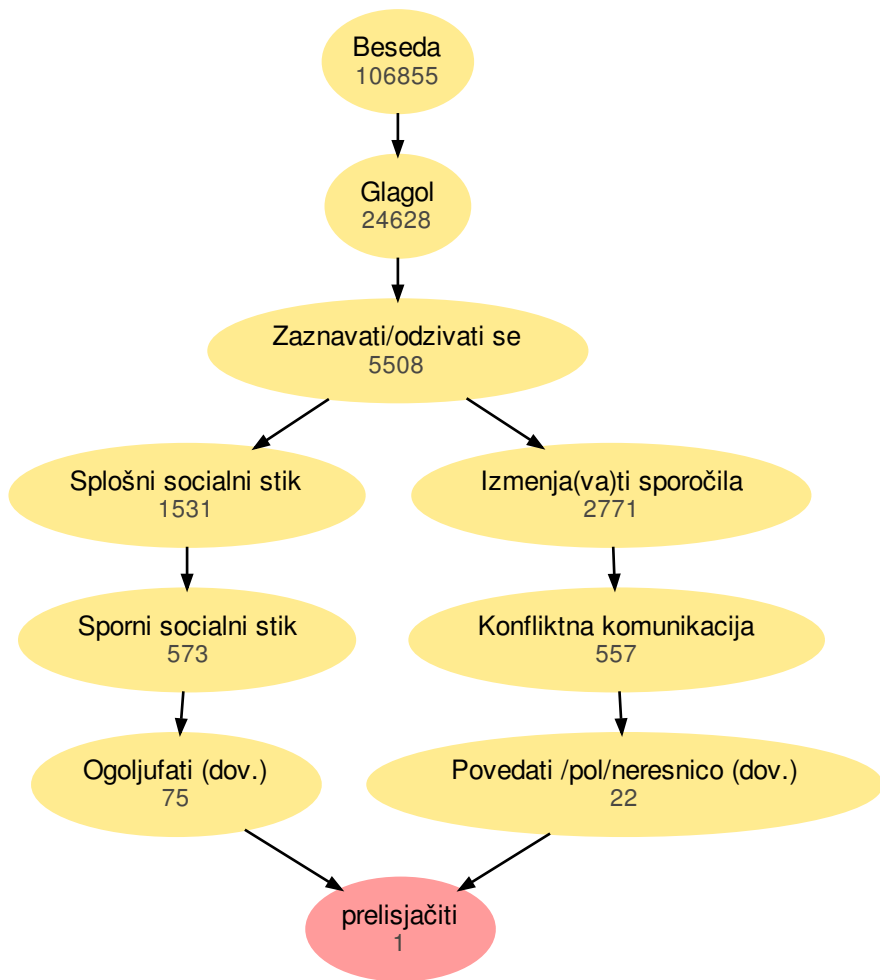 Beseda
106855
Glagol
24628
Zaznavati/odzivati se
5508
Splošni socialni stik
1531
Izmenja(va)ti sporočila
2771
Sporni socialni stik
573
Konfliktna komunikacija
557
Ogoljufati (dov.)
75
Povedati /pol/neresnico (dov.)
22
prelisjačiti
1